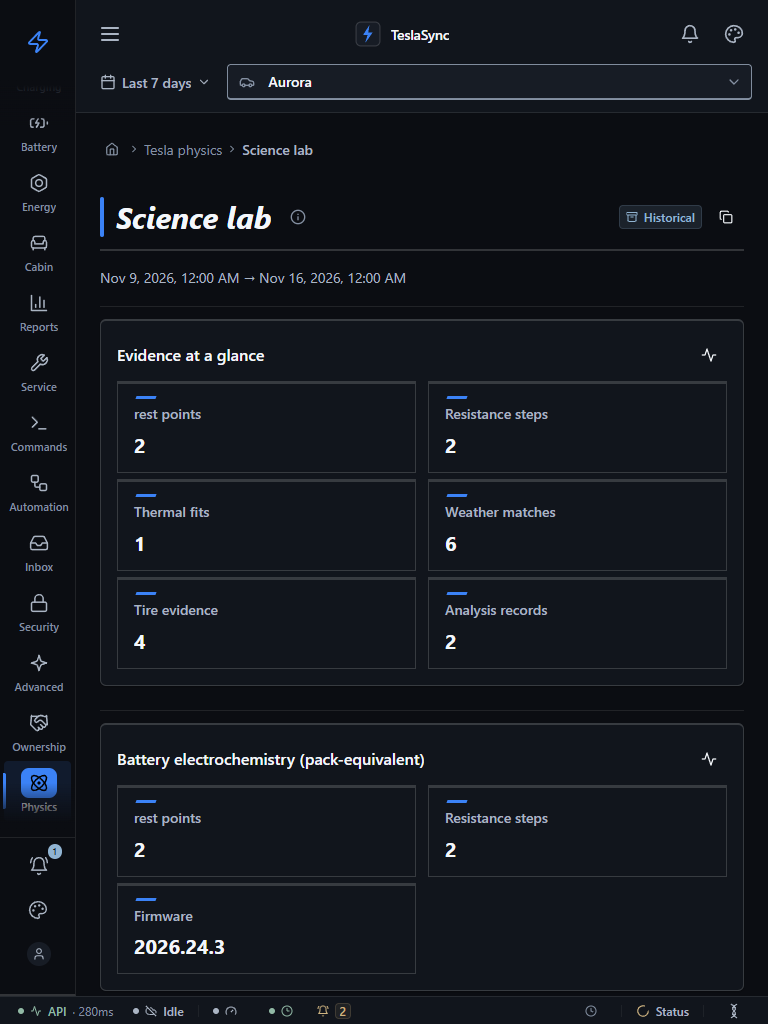 TeslaSync
Last 7 days
Aurora
Charging
Battery
Energy
Cabin
Reports
Service
Commands
Automation
Inbox
Security
Advanced
Ownership
Physics
1
Tesla physics
Science lab
Science lab
Historical
Nov 9, 2026, 12:00 AM → Nov 16, 2026, 12:00 AM
Evidence at a glance
rest points
2
Resistance steps
2
Thermal fits
1
Weather matches
6
Tire evidence
4
Analysis records
2
Battery electrochemistry (pack-equivalent)
rest points
2
Resistance steps
2
Firmware
2026.24.3
API · 280ms
Idle
2
Status